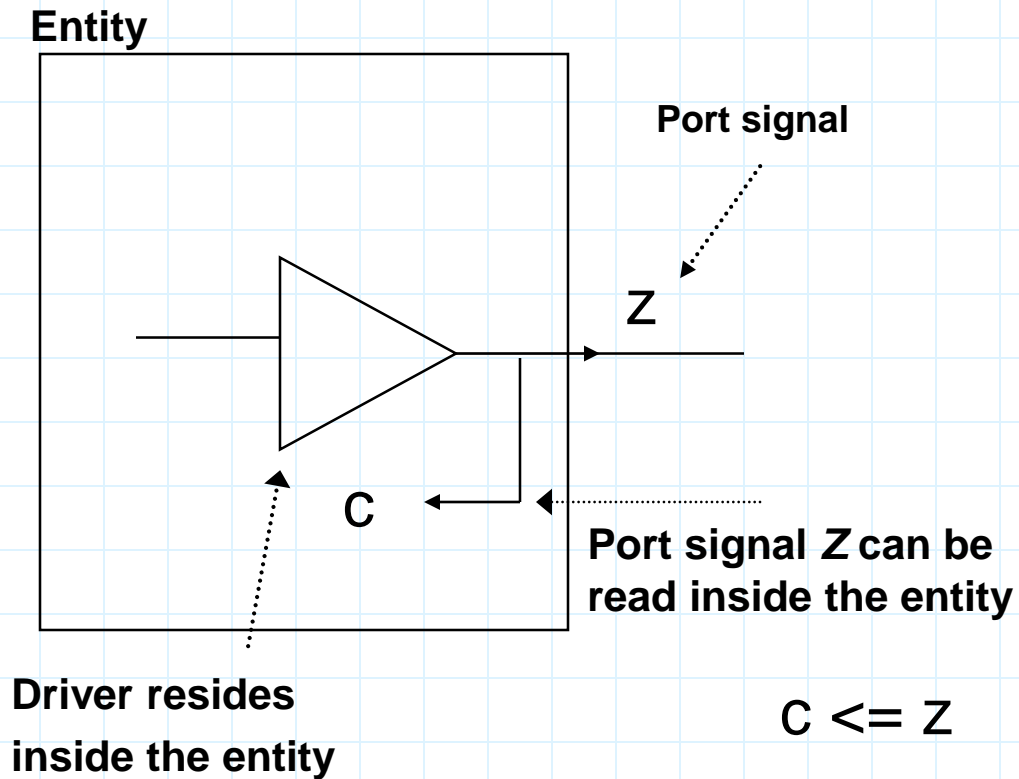 Entity
Port signal
z
c
Port signal Z can be
read inside the entity
Driver resides
inside the entity
c <= z